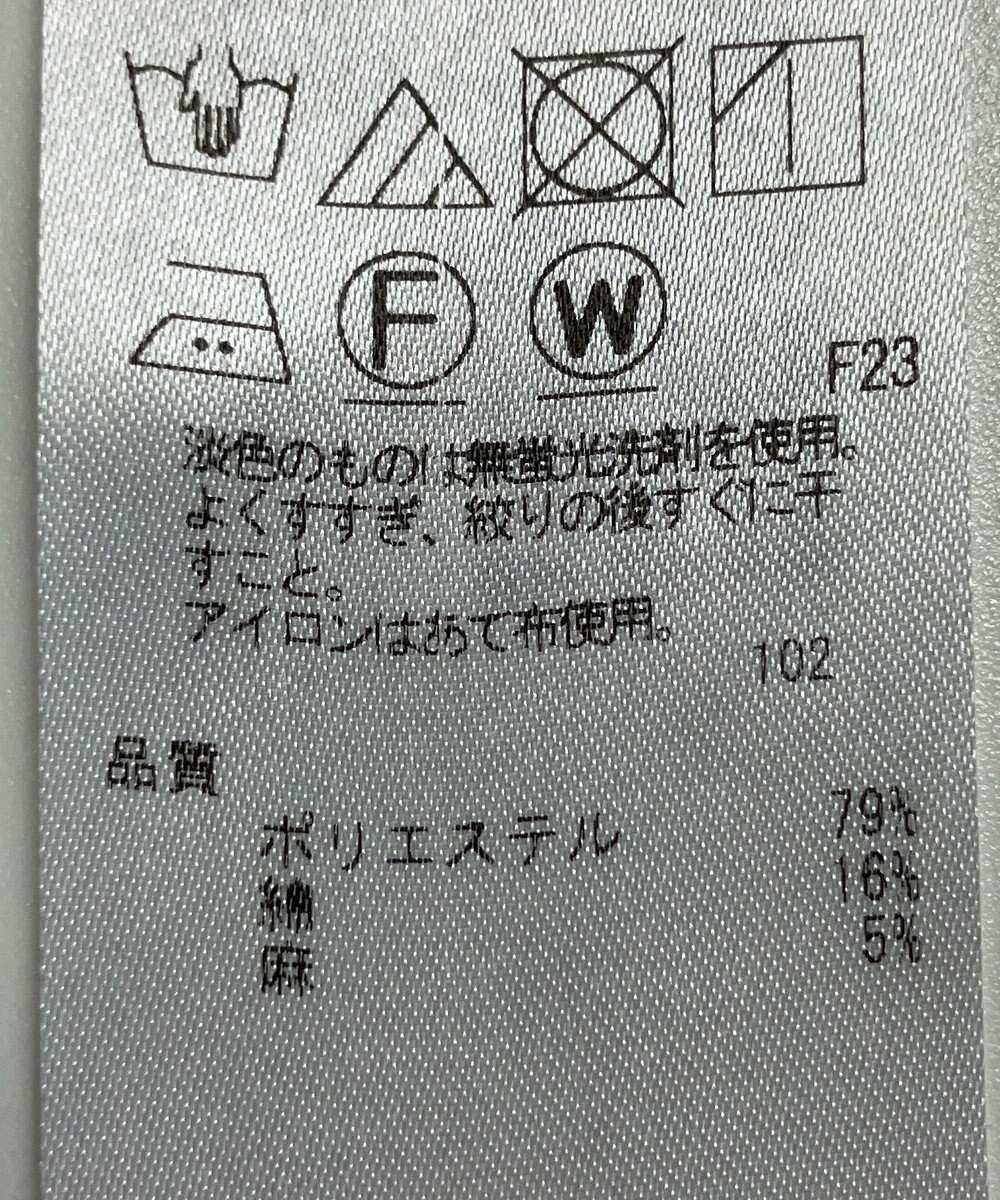 F
W
F23
淡色のものは無蛍光洗剤を使用。
よくすすぎ、絞りの後すぐに干
すこと。
アイロンはあて布使用。
102
品質
ポリエステル 79%
綿 16%
麻 5%